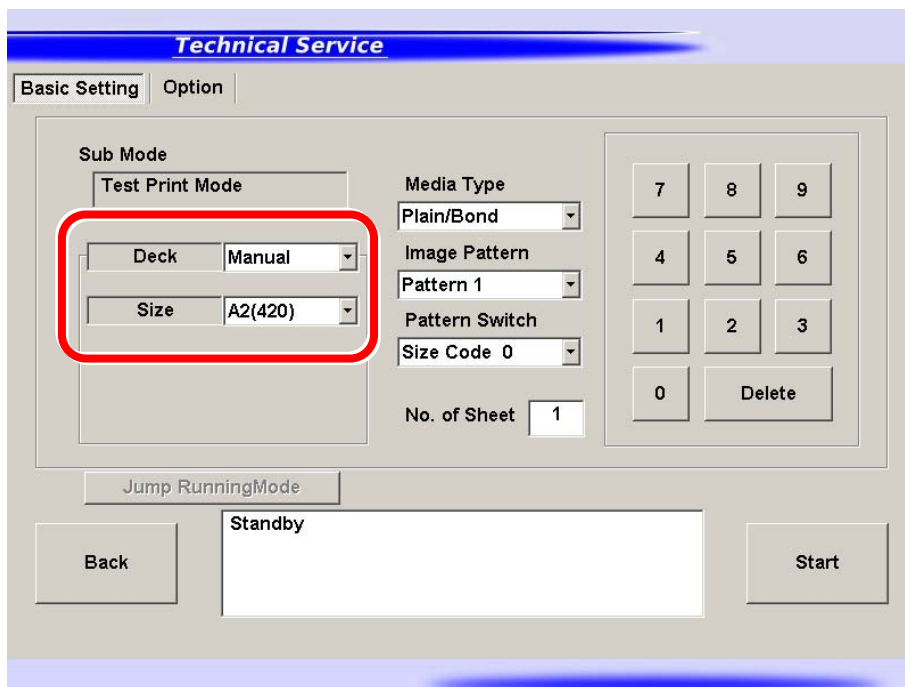 Technical Service
Basic Setting Option
Sub Mode
Test Print Mode
Deck Manual
Size A2(420)
Media Type
Plain/Bond
Image Pattern
Pattern 1
Pattern Switch
Size Code 0
No. of Sheet 1
7 8 9
4 5 6
1 2 3
0 Delete
Jump RunningMode
Standby
Back
Start